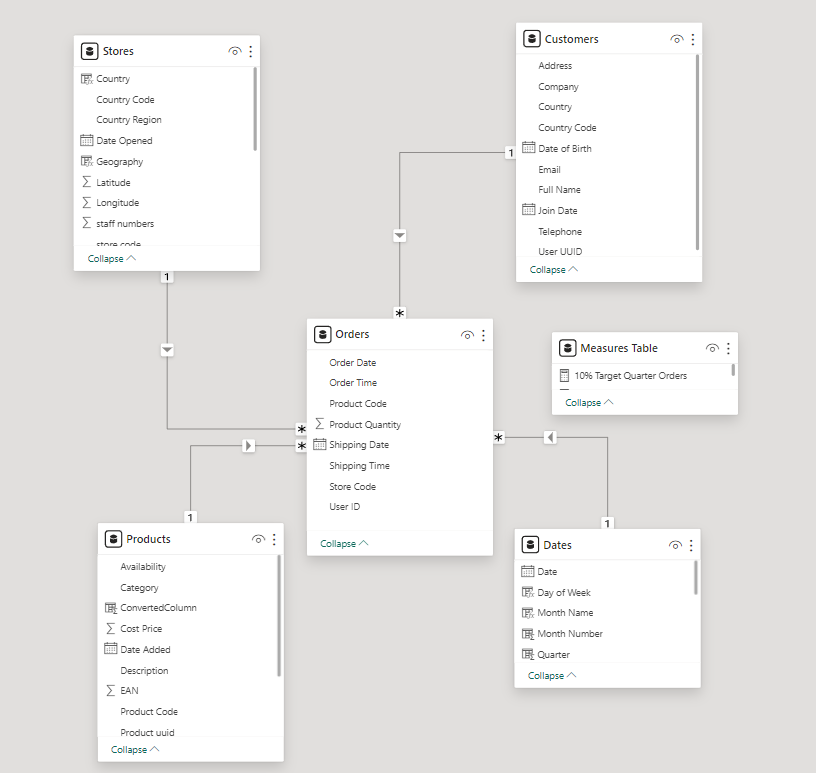 Stores
Country
Country Code
Country Region
Date Opened
Geography
Latitude
Longitude
staff numbers
store code
Collapse
Customers
Address
Company
Country
Country Code
Date of Birth
Email
Full Name
Join Date
Telephone
User UUID
Collapse
1
1
*
Orders
Order Date
Order Time
Product Code
Product Quantity
Shipping Date
Shipping Time
Store Code
User ID
Collapse
Measures Table
10% Target Quarter Orders
Collapse
*
*
*
1
1
Products
Availability
Category
ConvertedColumn
Cost Price
Date Added
Description
EAN
Product Code
Product uuid
Collapse
Dates
Date
Day of Week
Month Name
Month Number
Quarter
Collapse